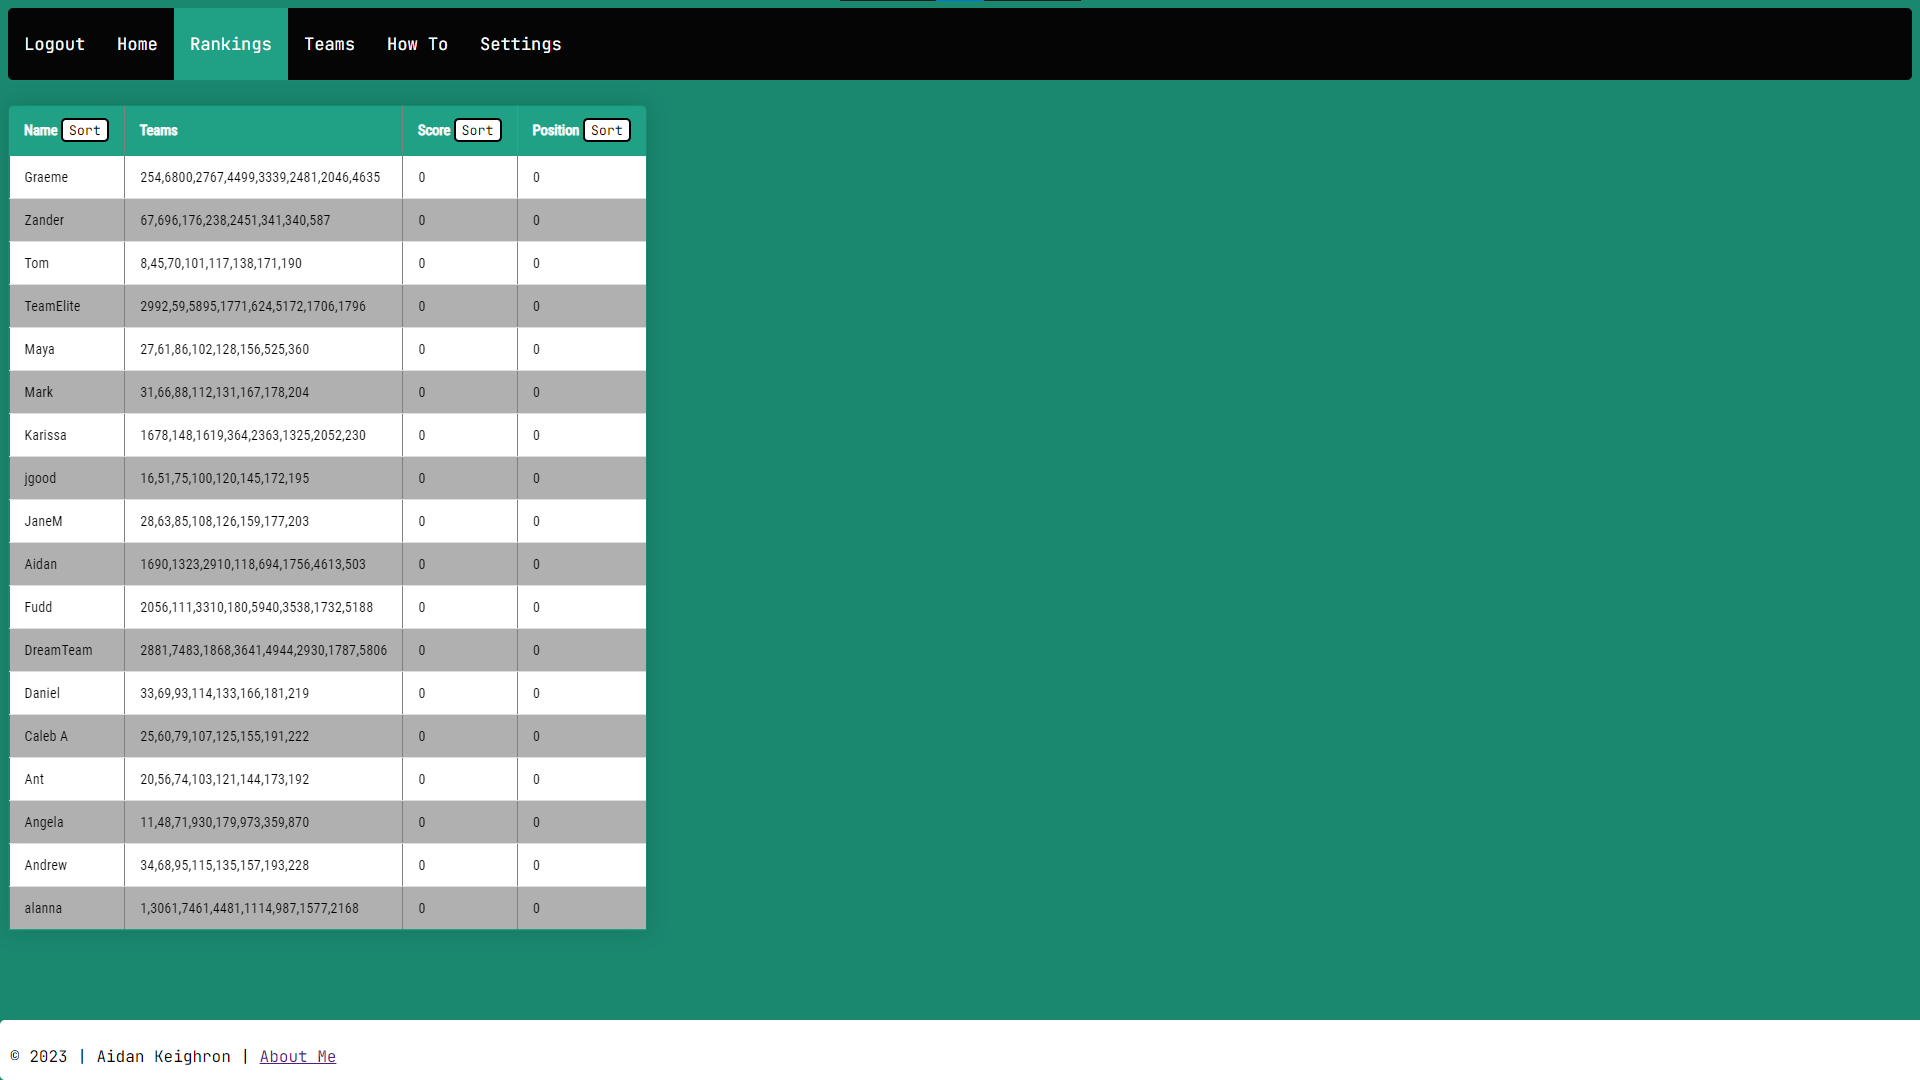 Logout Home Rankings Teams How To Settings
Name Sort Teams Score Sort Position Sort
Graeme 254,6800,2767,4499,3339,2481,2046,4635 0 0
Zander 67,696,176,238,2451,341,340,587 0 0
Tom 8,45,70,101,117,138,171,190 0 0
TeamElite 2992,59,5895,1771,624,5172,1706,1796 0 0
Maya 27,61,86,102,128,156,525,360 0 0
Mark 31,66,88,112,131,167,178,204 0 0
Karissa 1678,148,1619,364,2363,1325,2052,230 0 0
jgood 16,51,75,100,120,145,172,195 0 0
JaneM 28,63,85,108,126,159,177,203 0 0
Aidan 1690,1323,2910,118,694,1756,4613,503 0 0
Fudd 2056,111,3310,180,5940,3538,1732,5188 0 0
DreamTeam 2881,7483,1868,3641,4944,2930,1787,5806 0 0
Daniel 33,69,93,114,133,166,181,219 0 0
Caleb A 25,60,79,107,125,155,191,222 0 0
Ant 20,56,74,103,121,144,173,192 0 0
Angela 11,48,71,930,179,973,359,870 0 0
Andrew 34,68,95,115,135,157,193,228 0 0
alanna 1,3061,7461,4481,1114,987,1577,2168 0 0
© 2023 | Aidan Keighron | About Me